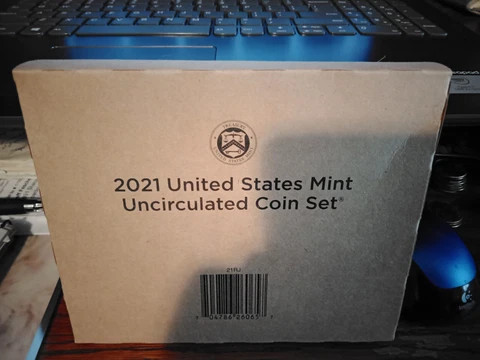 2021 United States Mint
Uncirculated Coin Set®
21RJ